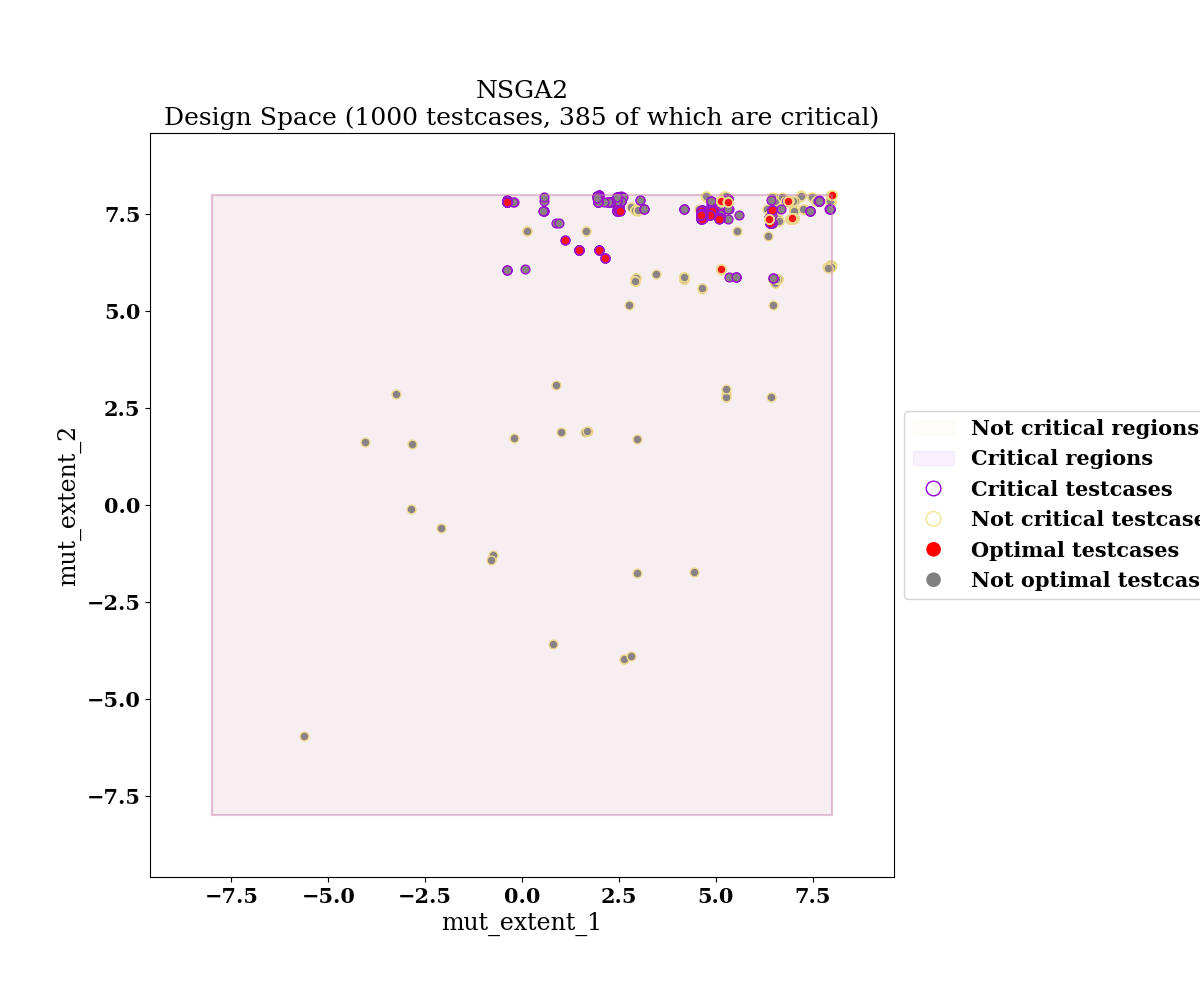 NSGA2
Design Space (1000 testcases, 385 of which are critical)
7.5
5.0
2.5
0.0
−2.5
−5.0
−7.5
mut_extent_2
−7.5
−5.0
−2.5
0.0
2.5
5.0
7.5
mut_extent_1
Not critical regions
Critical regions
Critical testcases
Not critical testcase
Optimal testcases
Not optimal testcas